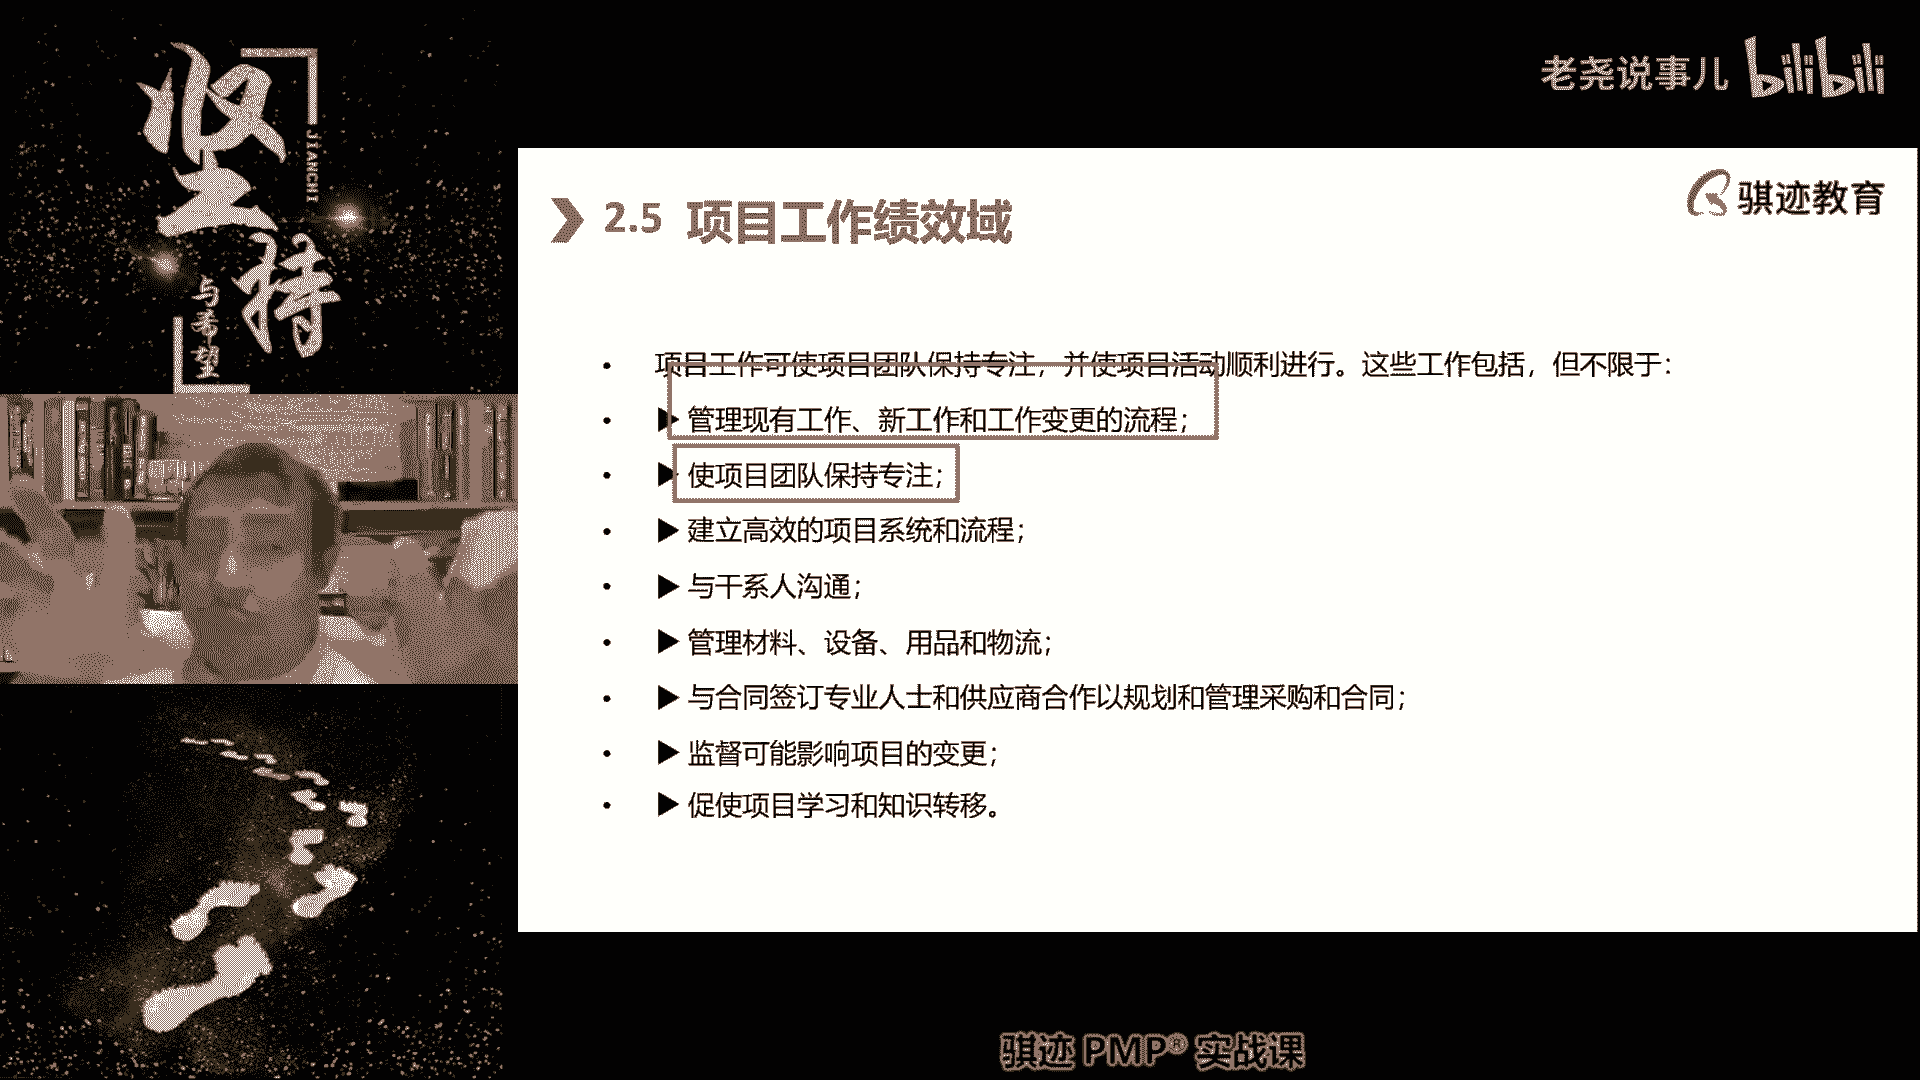 坚持
JIANCHI
与希望
老尧说事儿 bilibili
骐迹教育
2.5 项目工作绩效域
• 项目工作可使项目团队保持专注，并使项目活动顺利进行。这些工作包括，但不限于：
• ▶ 管理现有工作、新工作和工作变更的流程；
• ▶ 使项目团队保持专注；
• ▶ 建立高效的项目系统和流程；
• ▶ 与干系人沟通；
• ▶ 管理材料、设备、用品和物流；
• ▶ 与合同签订专业人士和供应商合作以规划和管理采购和合同；
• ▶ 监督可能影响项目的变更；
• ▶ 促使项目学习和知识转移。
骐迹 PMP® 实战课